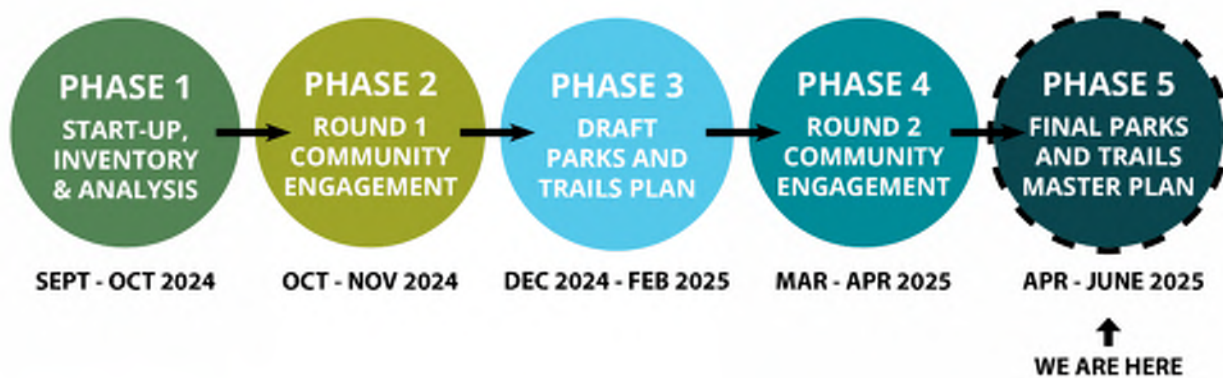 PHASE 1
START-UP,
INVENTORY
& ANALYSIS
SEPT - OCT 2024
PHASE 2
ROUND 1
COMMUNITY
ENGAGEMENT
OCT - NOV 2024
PHASE 3
DRAFT
PARKS AND
TRAILS PLAN
DEC 2024 - FEB 2025
PHASE 4
ROUND 2
COMMUNITY
ENGAGEMENT
MAR - APR 2025
PHASE 5
FINAL PARKS
AND TRAILS
MASTER PLAN
APR - JUNE 2025
WE ARE HERE